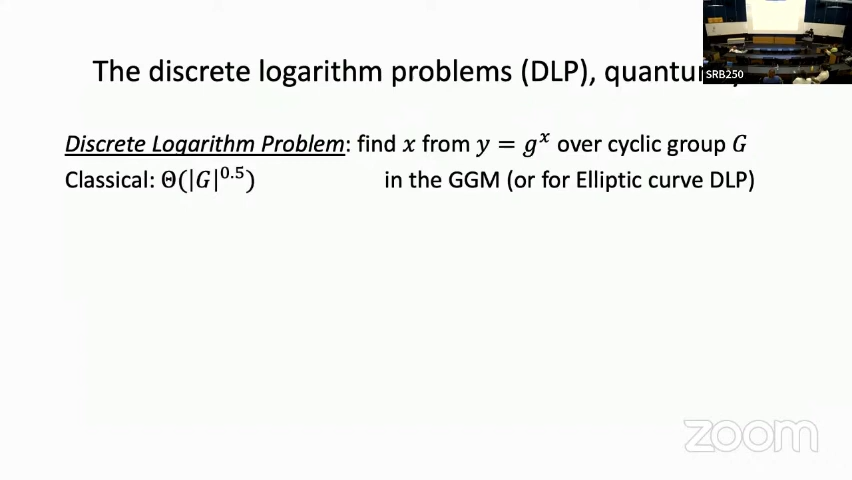 The discrete logarithm problems (DLP),
SRB250
Discrete Logarithm Problem: find x from y = g^x over cyclic group G
Classical: Θ(|G|^0.5) in the GGM (or for Elliptic curve DLP)
zoom